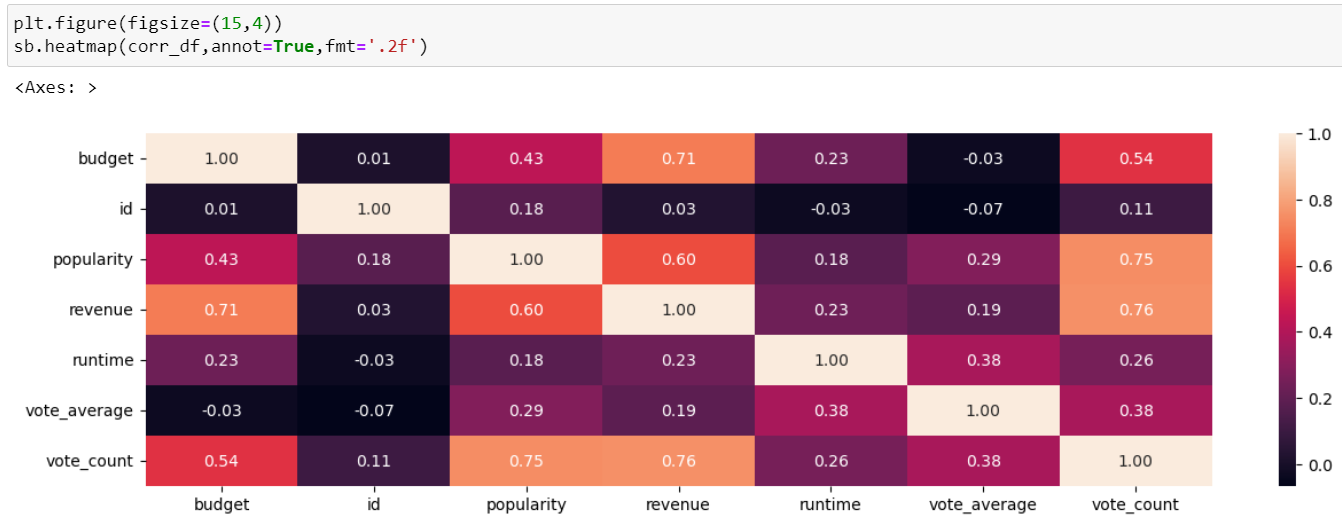 plt.figure(figsize=(15,4))
sb.heatmap(corr_df,annot=True,fmt='.2f')
<Axes: >
budget 1.00 0.01 0.43 0.71 0.23 -0.03 0.54
id 0.01 1.00 0.18 0.03 -0.03 -0.07 0.11
popularity 0.43 0.18 1.00 0.60 0.18 0.29 0.75
revenue 0.71 0.03 0.60 1.00 0.23 0.19 0.76
runtime 0.23 -0.03 0.18 0.23 1.00 0.38 0.26
vote_average -0.03 -0.07 0.29 0.19 0.38 1.00 0.38
vote_count 0.54 0.11 0.75 0.76 0.26 0.38 1.00
budget id popularity revenue runtime vote_average vote_count
1.0
0.8
0.6
0.4
0.2
0.0